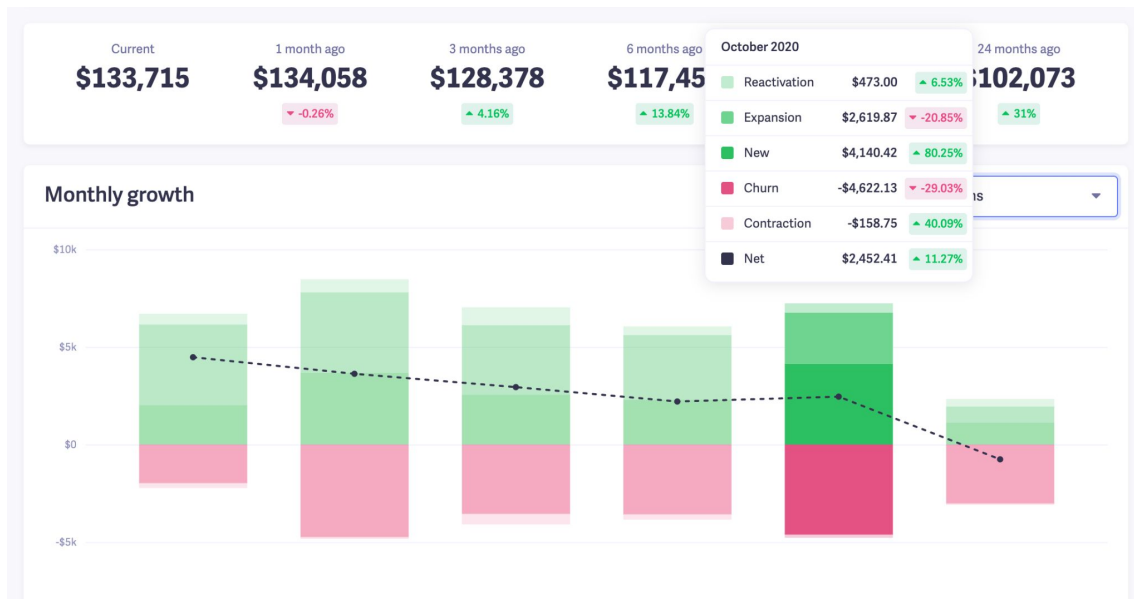 Current
$133,715
1 month ago
$134,058
-0.26%
3 months ago
$128,378
4.16%
6 months ago
$117,45
13.84%
24 months ago
102,073
31%
October 2020
Reactivation $473.00 6.53%
Expansion $2,619.87 -20.85%
New $4,140.42 80.25%
Churn -$4,622.13 -29.03%
Contraction -$158.75 40.09%
Net $2,452.41 11.27%
Monthly growth
$10k
$5k
$0
-$5k